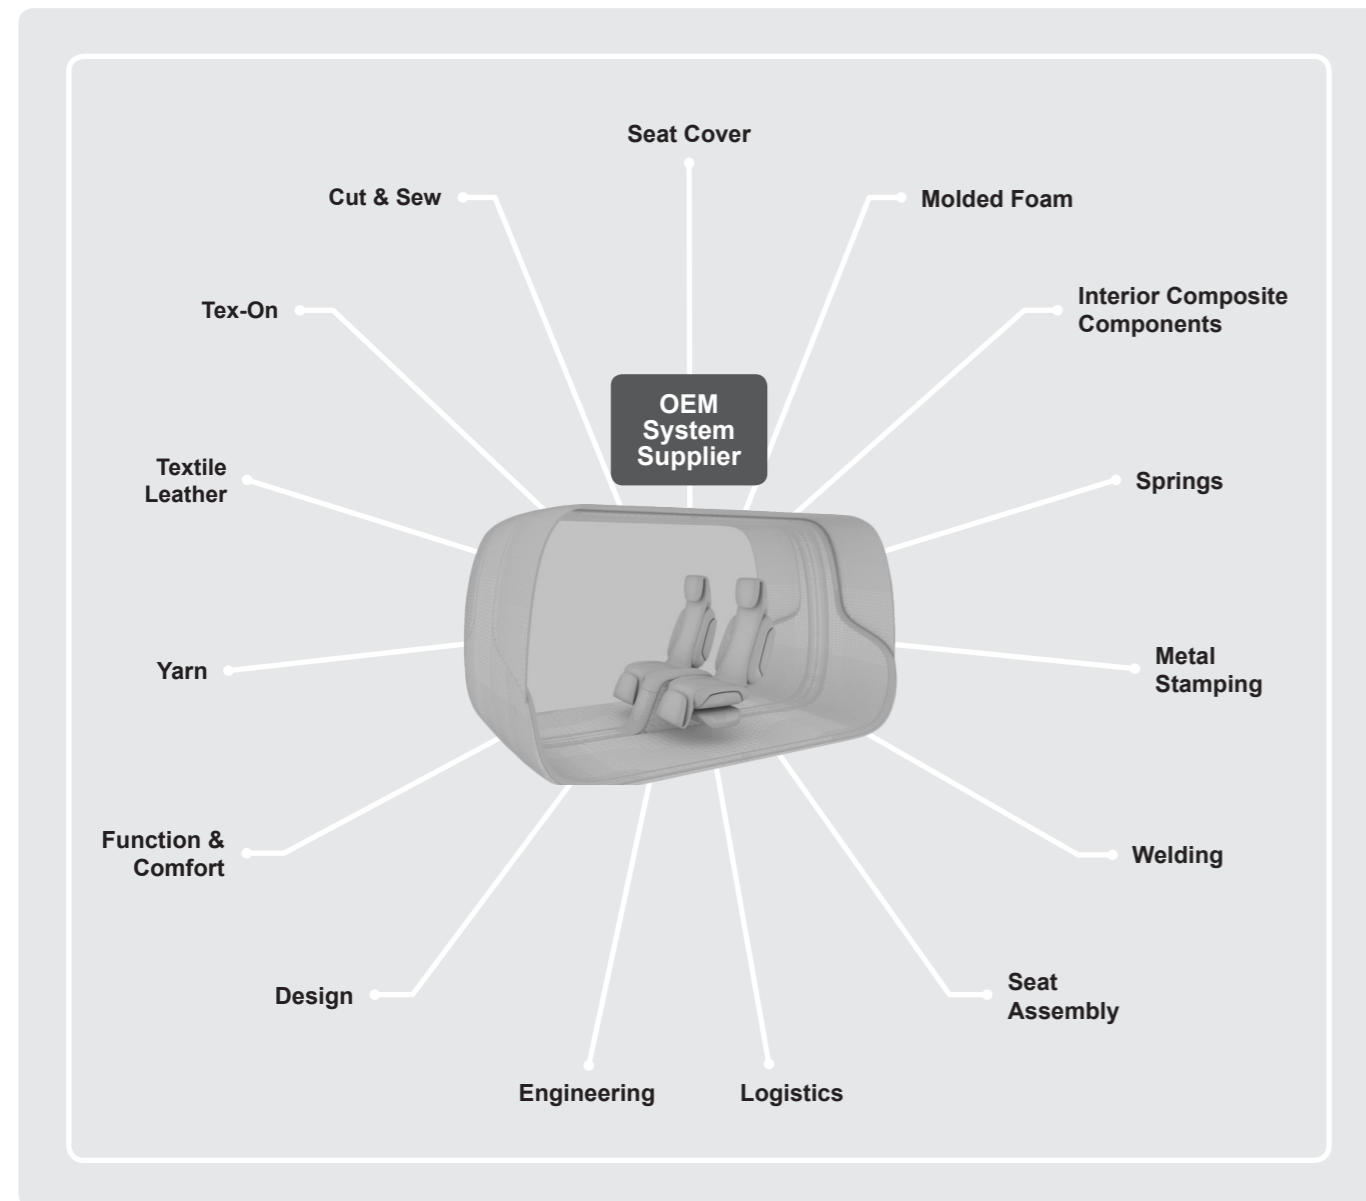 Seat Cover
Cut & Sew
Molded Foam
Tex-On
Interior Composite
Components
OEM
System
Supplier
Textile
Leather
Springs
Yarn
Metal
Stamping
Function &
Comfort
Welding
Design
Seat
Assembly
Engineering
Logistics